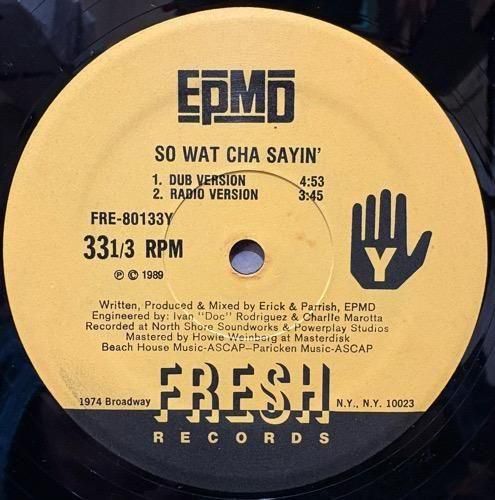 EPMD
SO WAT CHA SAYIN'
1. DUB VERSION 4:53
2. RADIO VERSION 3:45
FRE-80133Y
33 1/3 RPM
℗ © 1989
Y
Written, Produced & Mixed by Erick & Parrish, EPMD
Engineered by: Ivan "Doc" Rodriguez & Charlie Marotta
Recorded at North Shore Soundworks & Powerplay Studios
Mastered by Howie Weinberg at Masterdisk
Beach House Music-ASCAP-Paricken Music-ASCAP
1974 Broadway FRESH N.Y., N.Y. 10023
RECORDS